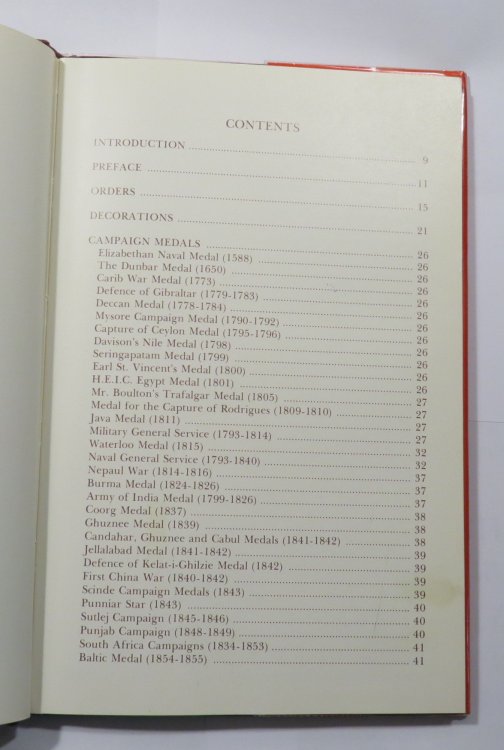 CONTENTS
INTRODUCTION ........ 9
PREFACE ........ 11
ORDERS ........ 15
DECORATIONS ........ 21
CAMPAIGN MEDALS ........ 26
Elizabethan Naval Medal (1588) ........ 26
The Dunbar Medal (1650) ........ 26
Carib War Medal (1773) ........ 26
Defence of Gibraltar (1779-1783) ........ 26
Deccan Medal (1778-1784) ........ 26
Mysore Campaign Medal (1790-1792) ........ 26
Capture of Ceylon Medal (1795-1796) ........ 26
Davison's Nile Medal (1798) ........ 26
Seringapatam Medal (1799) ........ 26
Earl St. Vincent's Medal (1800) ........ 26
H.E.I.C. Egypt Medal (1801) ........ 26
Mr. Boulton's Trafalgar Medal (1805) ........ 27
Medal for the Capture of Rodrigues (1809-1810) ........ 27
Java Medal (1811) ........ 27
Military General Service (1793-1814) ........ 27
Waterloo Medal (1815) ........ 32
Naval General Service (1793-1840) ........ 32
Nepaul War (1814-1816) ........ 37
Burma Medal (1824-1826) ........ 37
Army of India Medal (1799-1826) ........ 37
Coorg Medal (1837) ........ 38
Ghuznee Medal (1839) ........ 38
Candahar, Ghuznee and Cabul Medals (1841-1842) ........ 38
Jellalabad Medal (1841-1842) ........ 39
Defence of Kelat-i-Ghilzie Medal (1842) ........ 39
First China War (1840-1842) ........ 39
Scinde Campaign Medals (1843) ........ 39
Punniar Star (1843) ........ 40
Sutlej Campaign (1845-1846) ........ 40
Punjab Campaign (1848-1849) ........ 40
South Africa Campaigns (1834-1853) ........ 41
Baltic Medal (1854-1855) ........ 41